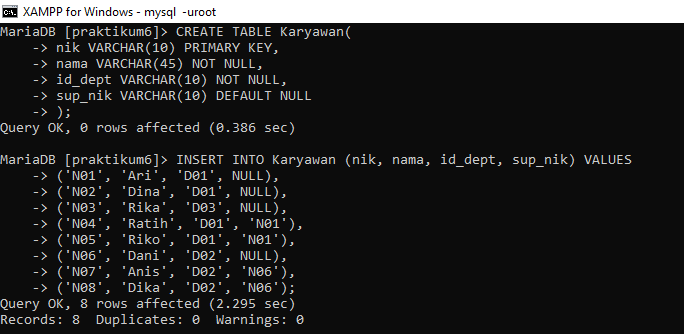 XAMPP for Windows - mysql -uroot
MariaDB [praktikum6]> CREATE TABLE Karyawan(
    -> nik VARCHAR(10) PRIMARY KEY,
    -> nama VARCHAR(45) NOT NULL,
    -> id_dept VARCHAR(10) NOT NULL,
    -> sup_nik VARCHAR(10) DEFAULT NULL
    -> );
Query OK, 0 rows affected (0.386 sec)
MariaDB [praktikum6]> INSERT INTO Karyawan (nik, nama, id_dept, sup_nik) VALUES
    -> ('N01', 'Ari', 'D01', NULL),
    -> ('N02', 'Dina', 'D01', NULL),
    -> ('N03', 'Rika', 'D03', NULL),
    -> ('N04', 'Ratih', 'D01', 'N01'),
    -> ('N05', 'Riko', 'D01', 'N01'),
    -> ('N06', 'Dani', 'D02', NULL),
    -> ('N07', 'Anis', 'D02', 'N06'),
    -> ('N08', 'Dika', 'D02', 'N06');
Query OK, 8 rows affected (2.295 sec)
Records: 8  Duplicates: 0  Warnings: 0